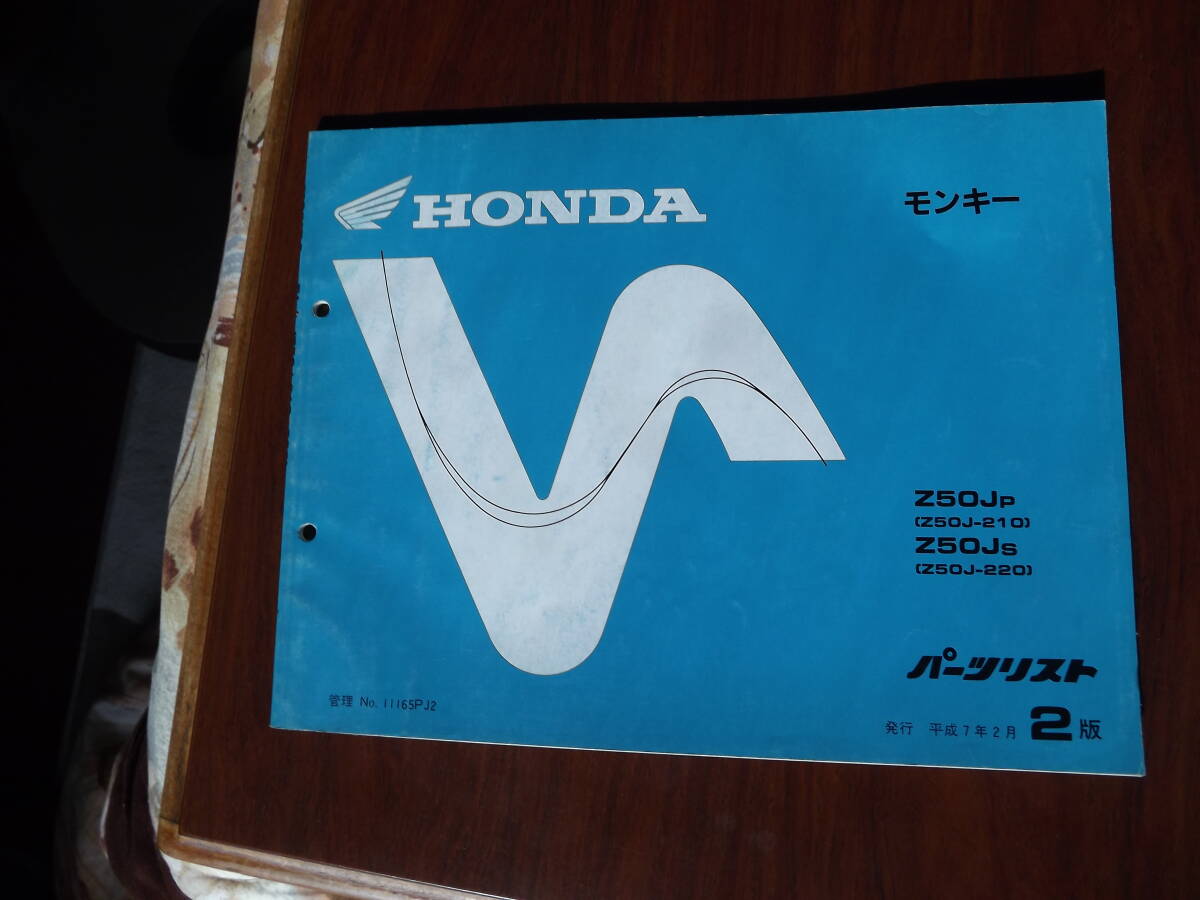 HONDA
モンキー
Z50JP
(Z50J-210)
Z50JS
(Z50J-220)
パーツリスト
管理 No. 11165PJ2
発行 平成7年2月 2版